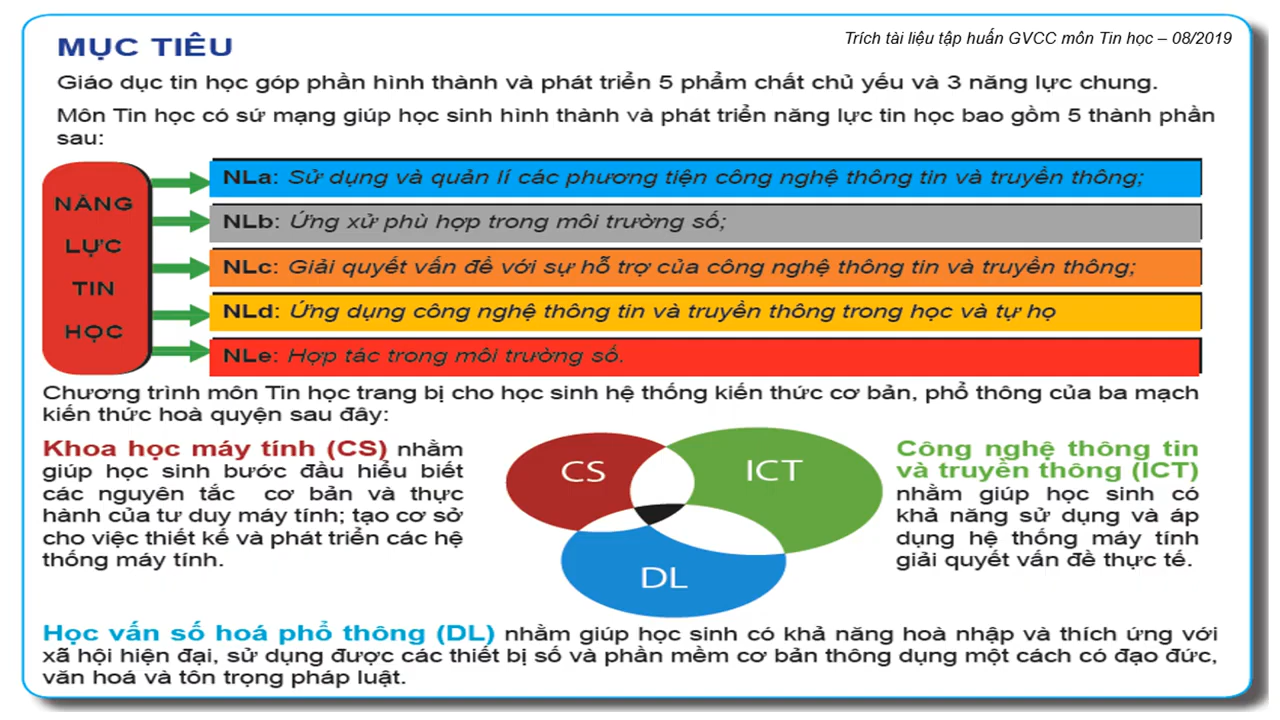 MỤC TIÊU
Trích tài liệu tập huấn GVCC môn Tin học – 08/2019
Giáo dục tin học góp phần hình thành và phát triển 5 phẩm chất chủ yếu và 3 năng lực chung.
Môn Tin học có sứ mạng giúp học sinh hình thành và phát triển năng lực tin học bao gồm 5 thành phần
sau:
NĂNG
LỰC
TIN
HỌC
NLa: Sử dụng và quản lí các phương tiện công nghệ thông tin và truyền thông;
NLb: Ứng xử phù hợp trong môi trường số;
NLc: Giải quyết vấn đề với sự hỗ trợ của công nghệ thông tin và truyền thông;
NLd: Ứng dụng công nghệ thông tin và truyền thông trong học và tự họ
NLe: Hợp tác trong môi trường số.
Chương trình môn Tin học trang bị cho học sinh hệ thống kiến thức cơ bản, phổ thông của ba mạch
kiến thức hoà quyện sau đây:
Khoa học máy tính (CS) nhằm
giúp học sinh bước đầu hiểu biết
các nguyên tắc cơ bản và thực
hành của tư duy máy tính; tạo cơ sở
cho việc thiết kế và phát triển các hệ
thống máy tính.
CS
ICT
DL
Công nghệ thông tin
và truyền thông (ICT)
nhằm giúp học sinh có
khả năng sử dụng và áp
dụng hệ thống máy tính
giải quyết vấn đề thực tế.
Học vấn số hoá phổ thông (DL) nhằm giúp học sinh có khả năng hoà nhập và thích ứng với
xã hội hiện đại, sử dụng được các thiết bị số và phần mềm cơ bản thông dụng một cách có đạo đức,
văn hoá và tôn trọng pháp luật.